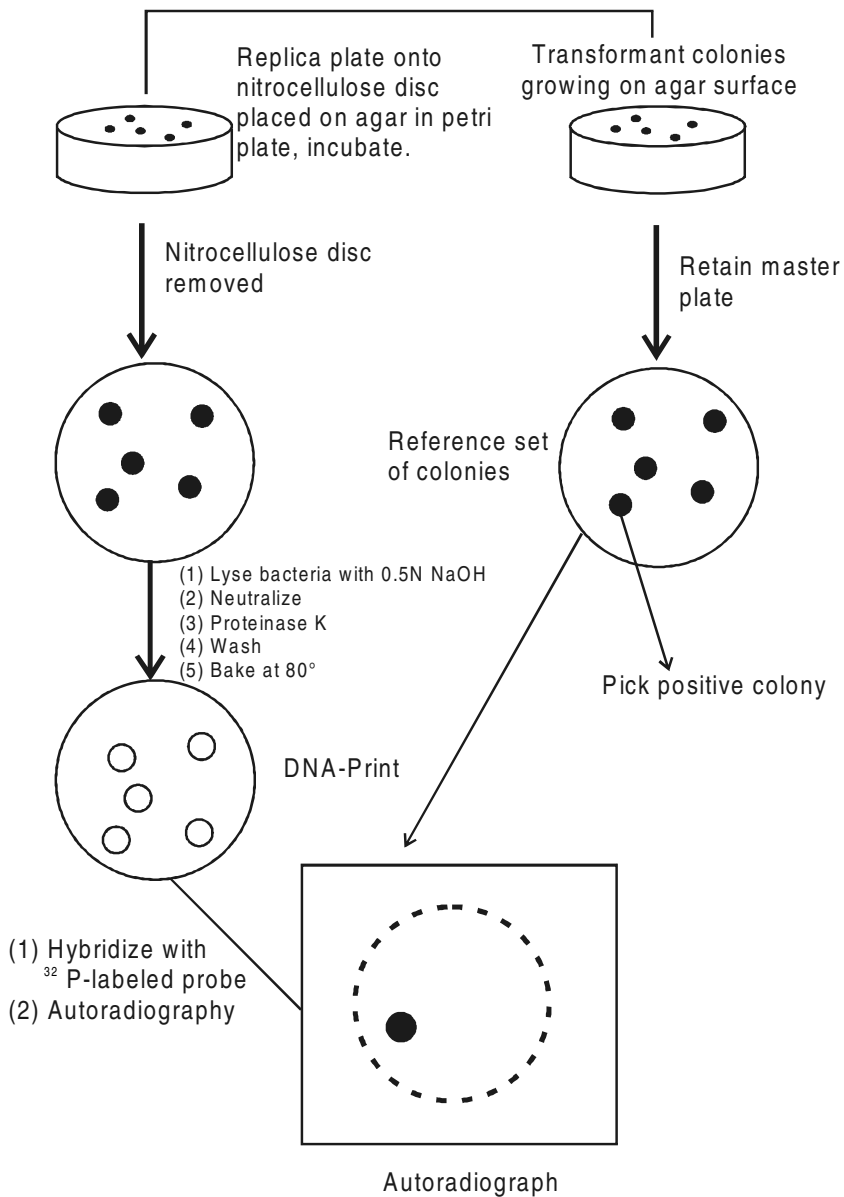 Replica plate onto
nitrocellulose disc
placed on agar in petri
plate, incubate.
Transformant colonies
growing on agar surface
Nitrocellulose disc
removed
Retain master
plate
Reference set
of colonies
(1) Lyse bacteria with 0.5N NaOH
(2) Neutralize
(3) Proteinase K
(4) Wash
(5) Bake at 80°
Pick positive colony
DNA-Print
(1) Hybridize with
32 P-labeled probe
(2) Autoradiography
Autoradiograph